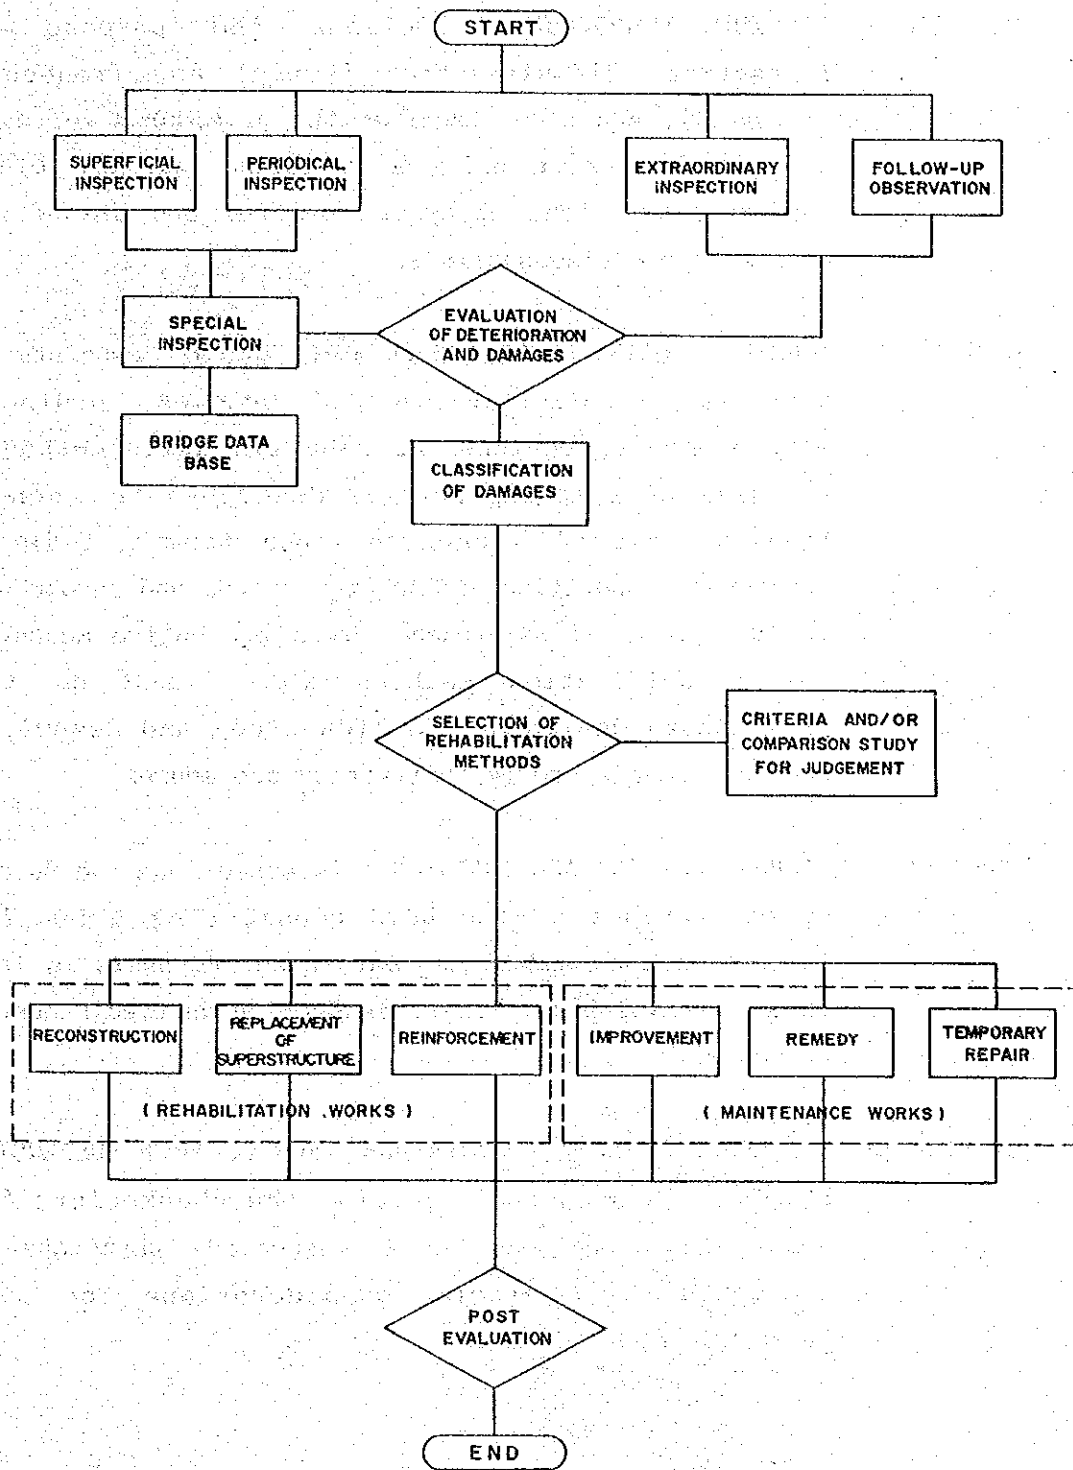 START
SUPERFICIAL
INSPECTION
PERIODICAL
INSPECTION
EXTRAORDINARY
INSPECTION
FOLLOW-UP
OBSERVATION
SPECIAL
INSPECTION
EVALUATION
OF DETERIORATION
AND DAMAGES
BRIDGE DATA
BASE
CLASSIFICATION
OF DAMAGES
SELECTION OF
REHABILITATION
METHODS
CRITERIA AND/OR
COMPARISON STUDY
FOR JUDGEMENT
RECONSTRUCTION
REPLACEMENT
OF
SUPERSTRUCTURE
REINFORCEMENT
IMPROVEMENT
REMEDY
TEMPORARY
REPAIR
( REHABILITATION WORKS )
( MAINTENANCE WORKS )
POST
EVALUATION
END